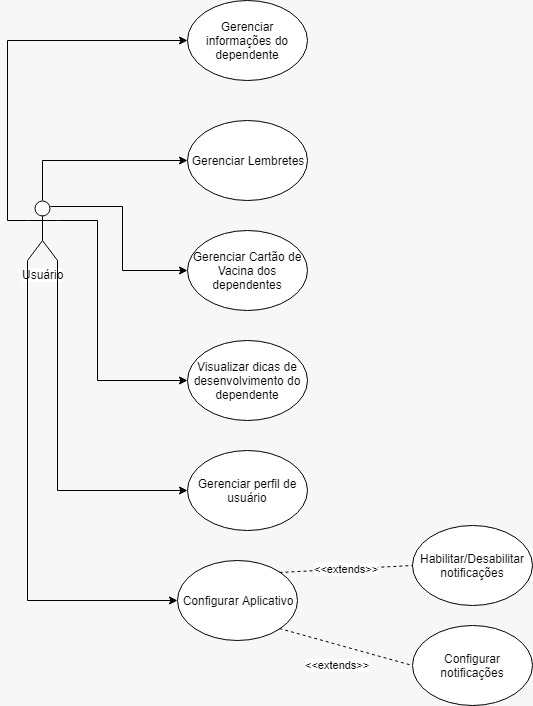 Gerenciar
informações do
dependente
Gerenciar Lembretes
Usuário
Gerenciar Cartão de
Vacina dos
dependentes
Visualizar dicas de
desenvolvimento do
dependente
Gerenciar perfil de
usuário
Configurar Aplicativo
<<extends>>
Habilitar/Desabilitar
notificações
<<extends>>
Configurar
notificações